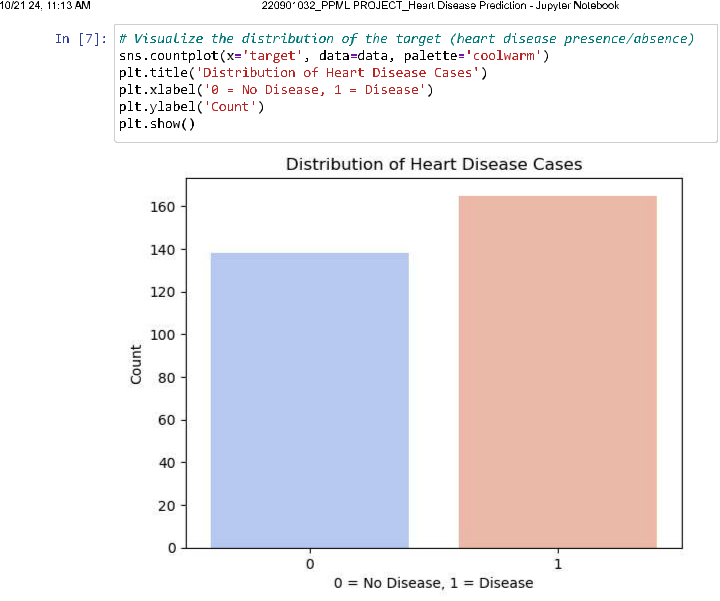 10/21/24, 11:13 AM 220901032_PPML PROJECT_Heart Disease Prediction - Jupyter Notebook
In [7]: # Visualize the distribution of the target (heart disease presence/absence)
sns.countplot(x='target', data=data, palette='coolwarm')
plt.title('Distribution of Heart Disease Cases')
plt.xlabel('0 = No Disease, 1 = Disease')
plt.ylabel('Count')
plt.show()
Distribution of Heart Disease Cases
160
140
120
100
80
60
40
20
0
Count
0 1
0 = No Disease, 1 = Disease